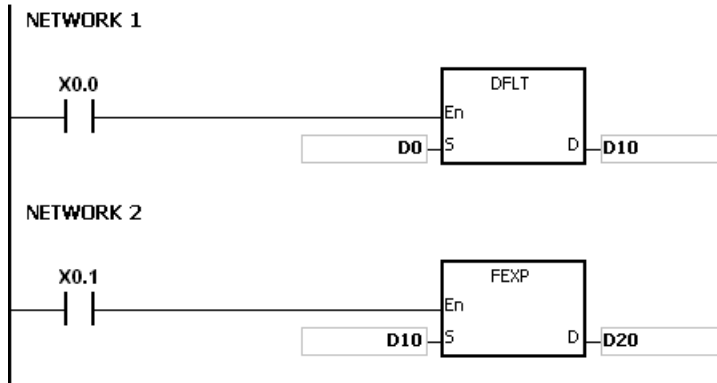 NETWORK 1
X0.0
DFLT
En
D0 S D D10
NETWORK 2
X0.1
FEXP
En
D10 S D D20